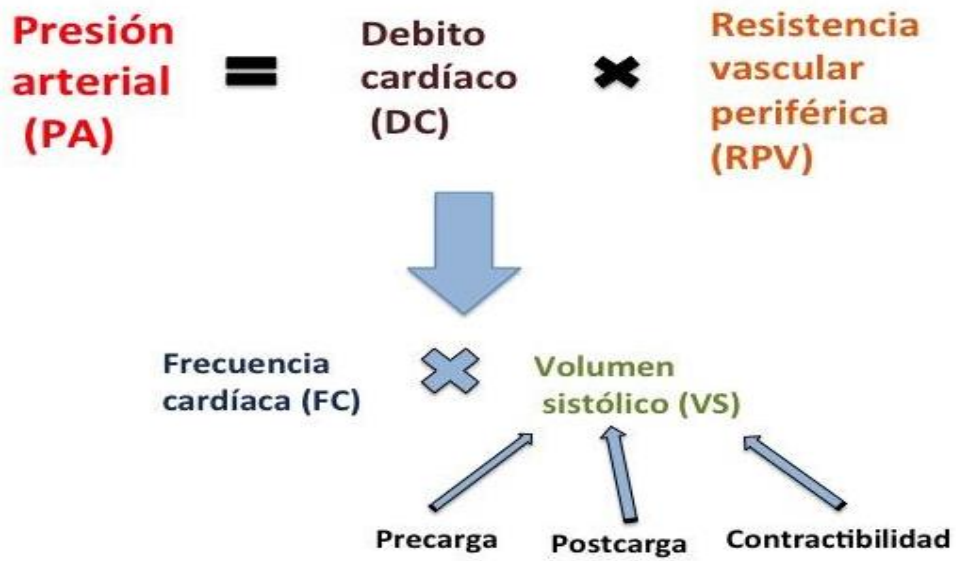 Presión
arterial
(PA)
=
Debito
cardíaco
(DC)
×
Resistencia
vascular
periférica
(RPV)
Frecuencia
cardíaca (FC)
×
Volumen
sistólico (VS)
Precarga
Postcarga
Contractibilidad